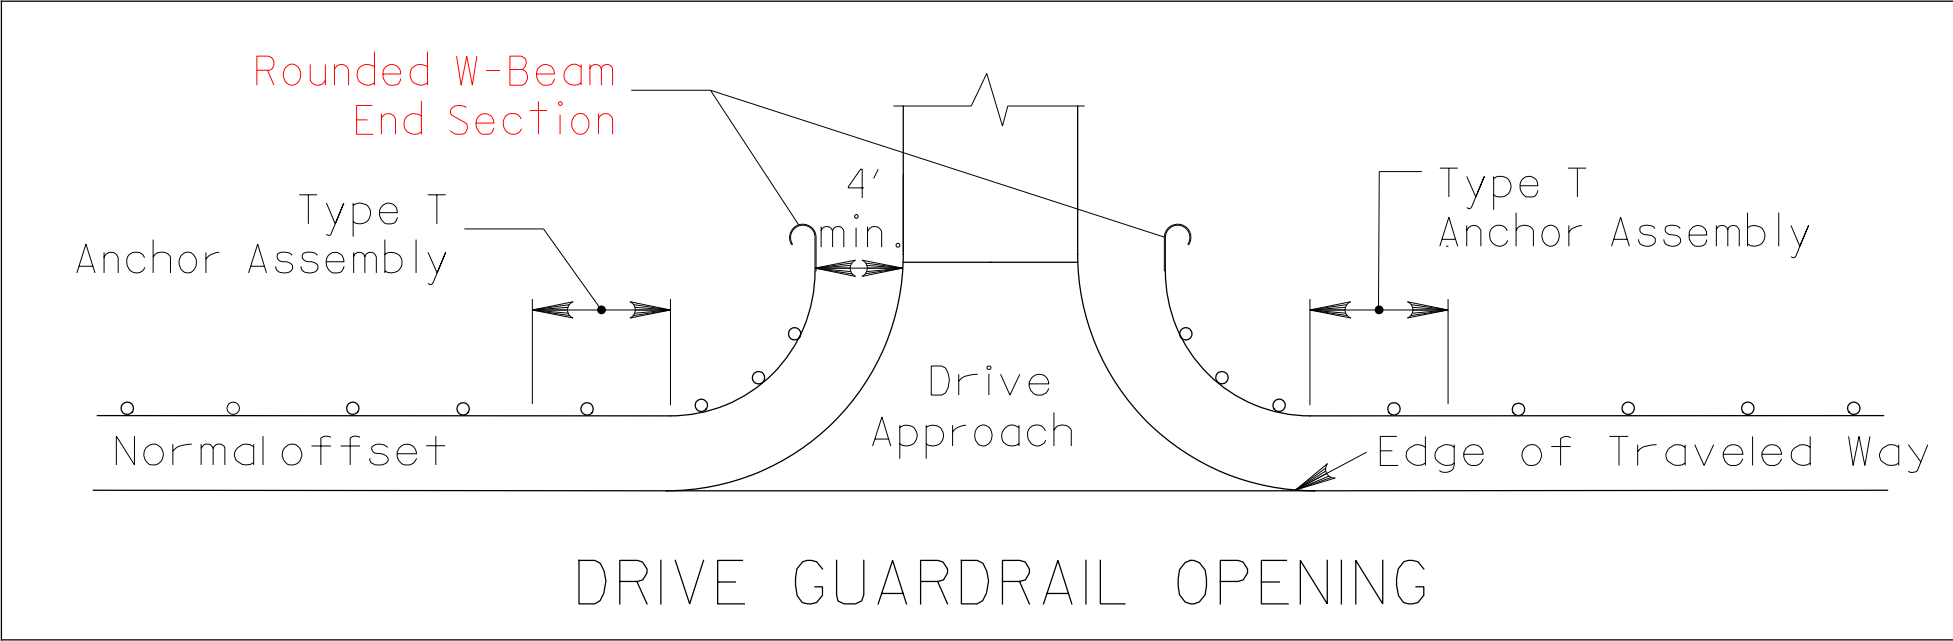 Rounded W-Beam
End Section
4'
min.
Type T
Anchor Assembly
Type T
Anchor Assembly
Drive
Approach
Normal offset
Edge of Traveled Way
DRIVE GUARDRAIL OPENING